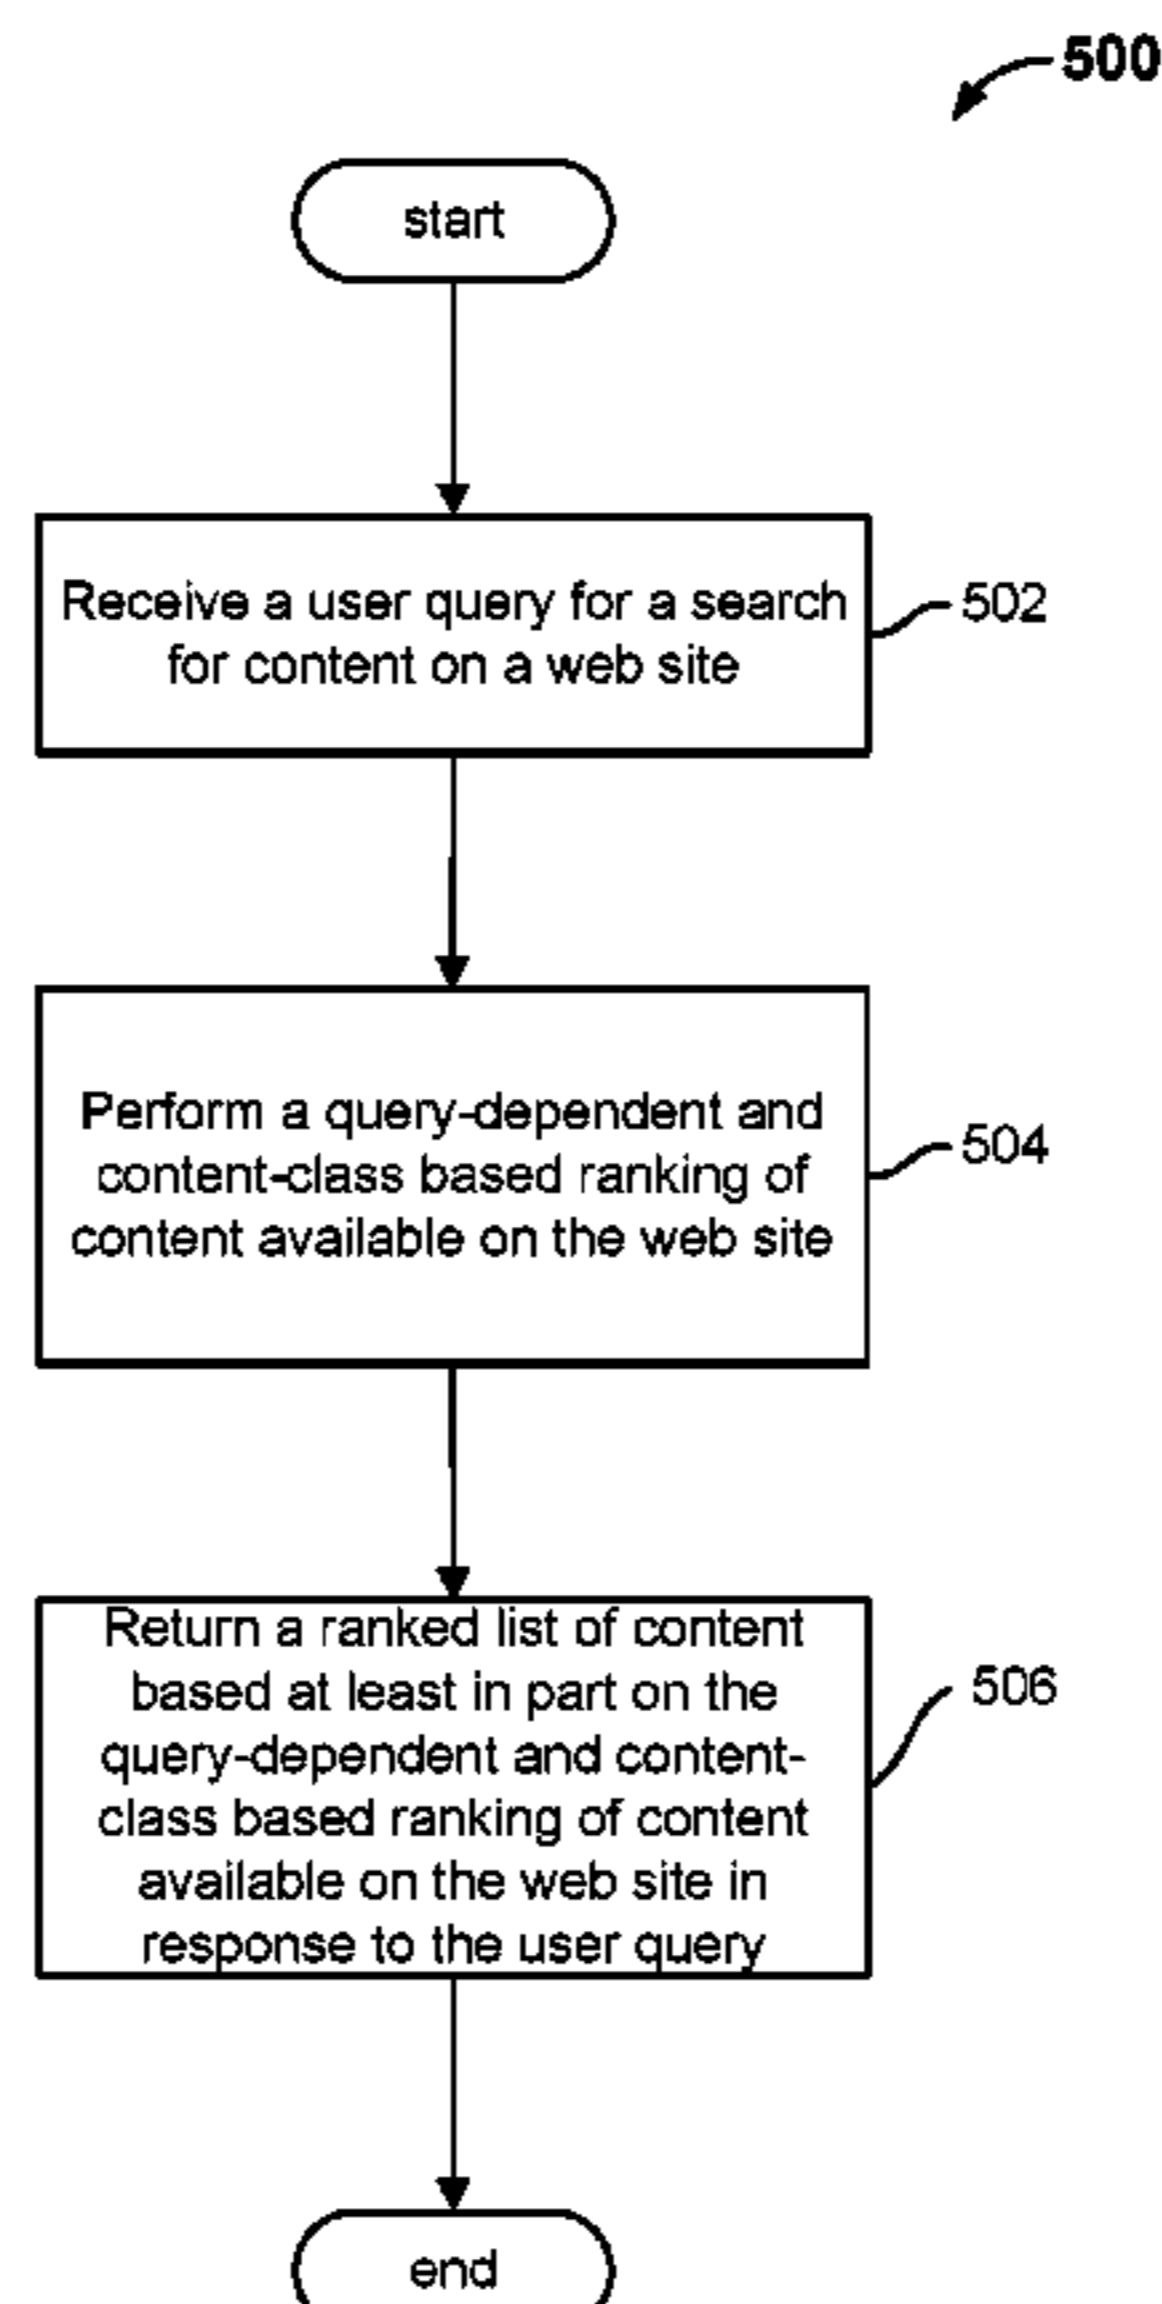 500
start
Receive a user query for a search
for content on a web site
502
Perform a query-dependent and
content-class based ranking of
content available on the web site
504
Return a ranked list of content
based at least in part on the
query-dependent and content-
class based ranking of content
available on the web site in
response to the user query
506
end